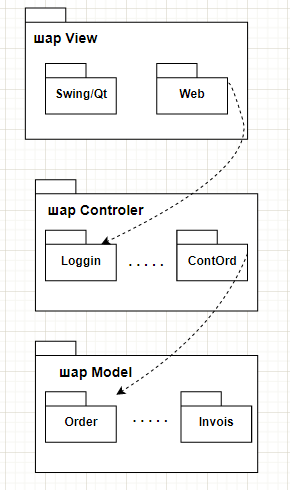 шар View
Swing/Qt Web
шар Controler
Loggin ..... ContOrd
шар Model
Order ..... Invois